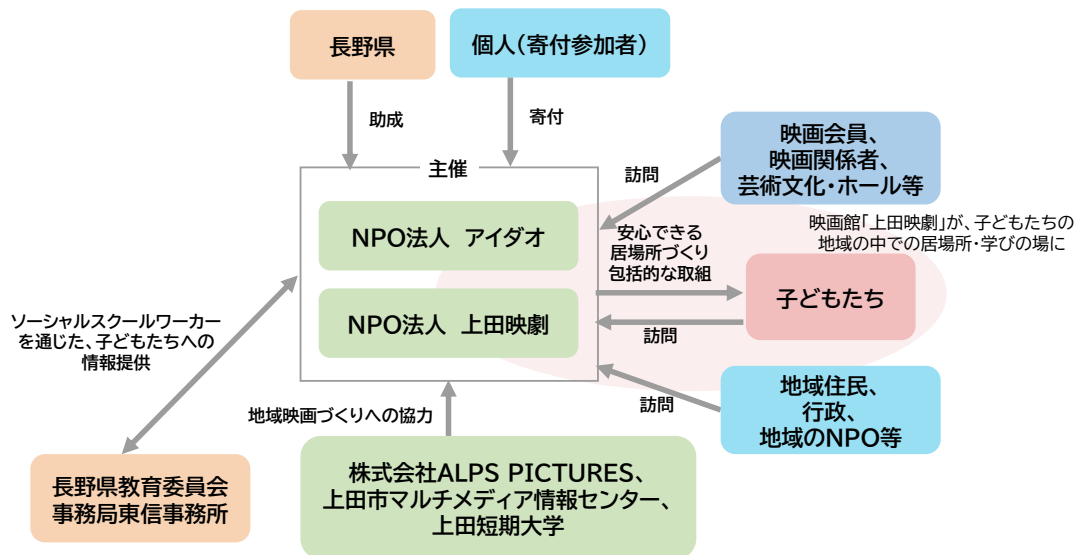 長野県
個人（寄付参加者）
助成
寄付
主催
訪問
映画会員、
映画関係者、
芸術文化・ホール等
NPO法人 アイダオ
安心できる
居場所づくり
包括的な取組
映画館「上田映劇」が、子どもたちの
地域の中での居場所・学びの場に
子どもたち
NPO法人 上田映劇
訪問
ソーシャルスクールワーカー
を通じた、子どもたちへの
情報提供
訪問
地域住民、
行政、
地域のNPO等
地域映画づくりへの協力
長野県教育委員会
事務局東信事務所
株式会社ALPS PICTURES、
上田市マルチメディア情報センター、
上田短期大学